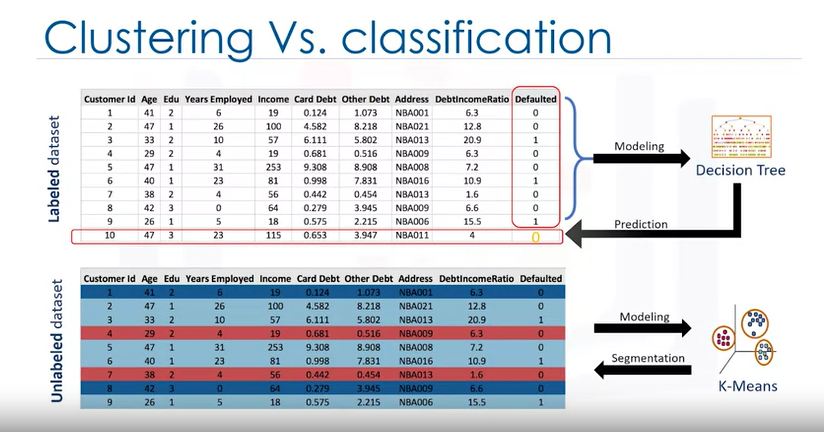 Clustering Vs. classification
Labeled dataset
Customer Id Age Edu Years Employed Income Card Debt Other Debt Address DebtIncomeRatio Defaulted
1 41 2 6 19 0.124 1.073 NBA001 6.3 0
2 47 1 26 100 4.582 8.218 NBA021 12.8 0
3 33 2 10 57 6.111 5.802 NBA013 20.9 1
4 29 2 4 19 0.681 0.516 NBA009 6.3 0
5 47 1 31 253 9.308 8.908 NBA008 7.2 0
6 40 1 23 81 0.998 7.831 NBA016 10.9 1
7 38 2 4 56 0.442 0.454 NBA013 1.6 0
8 42 3 0 64 0.279 3.945 NBA009 6.6 0
9 26 1 5 18 0.575 2.215 NBA006 15.5 1
10 47 3 23 115 0.653 3.947 NBA011 4 0
Modeling
Decision Tree
Prediction
Unlabeled dataset
Customer Id Age Edu Years Employed Income Card Debt Other Debt Address DebtIncomeRatio Defaulted
1 41 2 6 19 0.124 1.073 NBA001 6.3 0
2 47 1 26 100 4.582 8.218 NBA021 12.8 0
3 33 2 10 57 6.111 5.802 NBA013 20.9 1
4 29 2 4 19 0.681 0.516 NBA009 6.3 0
5 47 1 31 253 9.308 8.908 NBA008 7.2 0
6 40 1 23 81 0.998 7.831 NBA016 10.9 1
7 38 2 4 56 0.442 0.454 NBA013 1.6 0
8 42 3 0 64 0.279 3.945 NBA009 6.6 0
9 26 1 5 18 0.575 2.215 NBA006 15.5 1
Modeling
Segmentation
K-Means